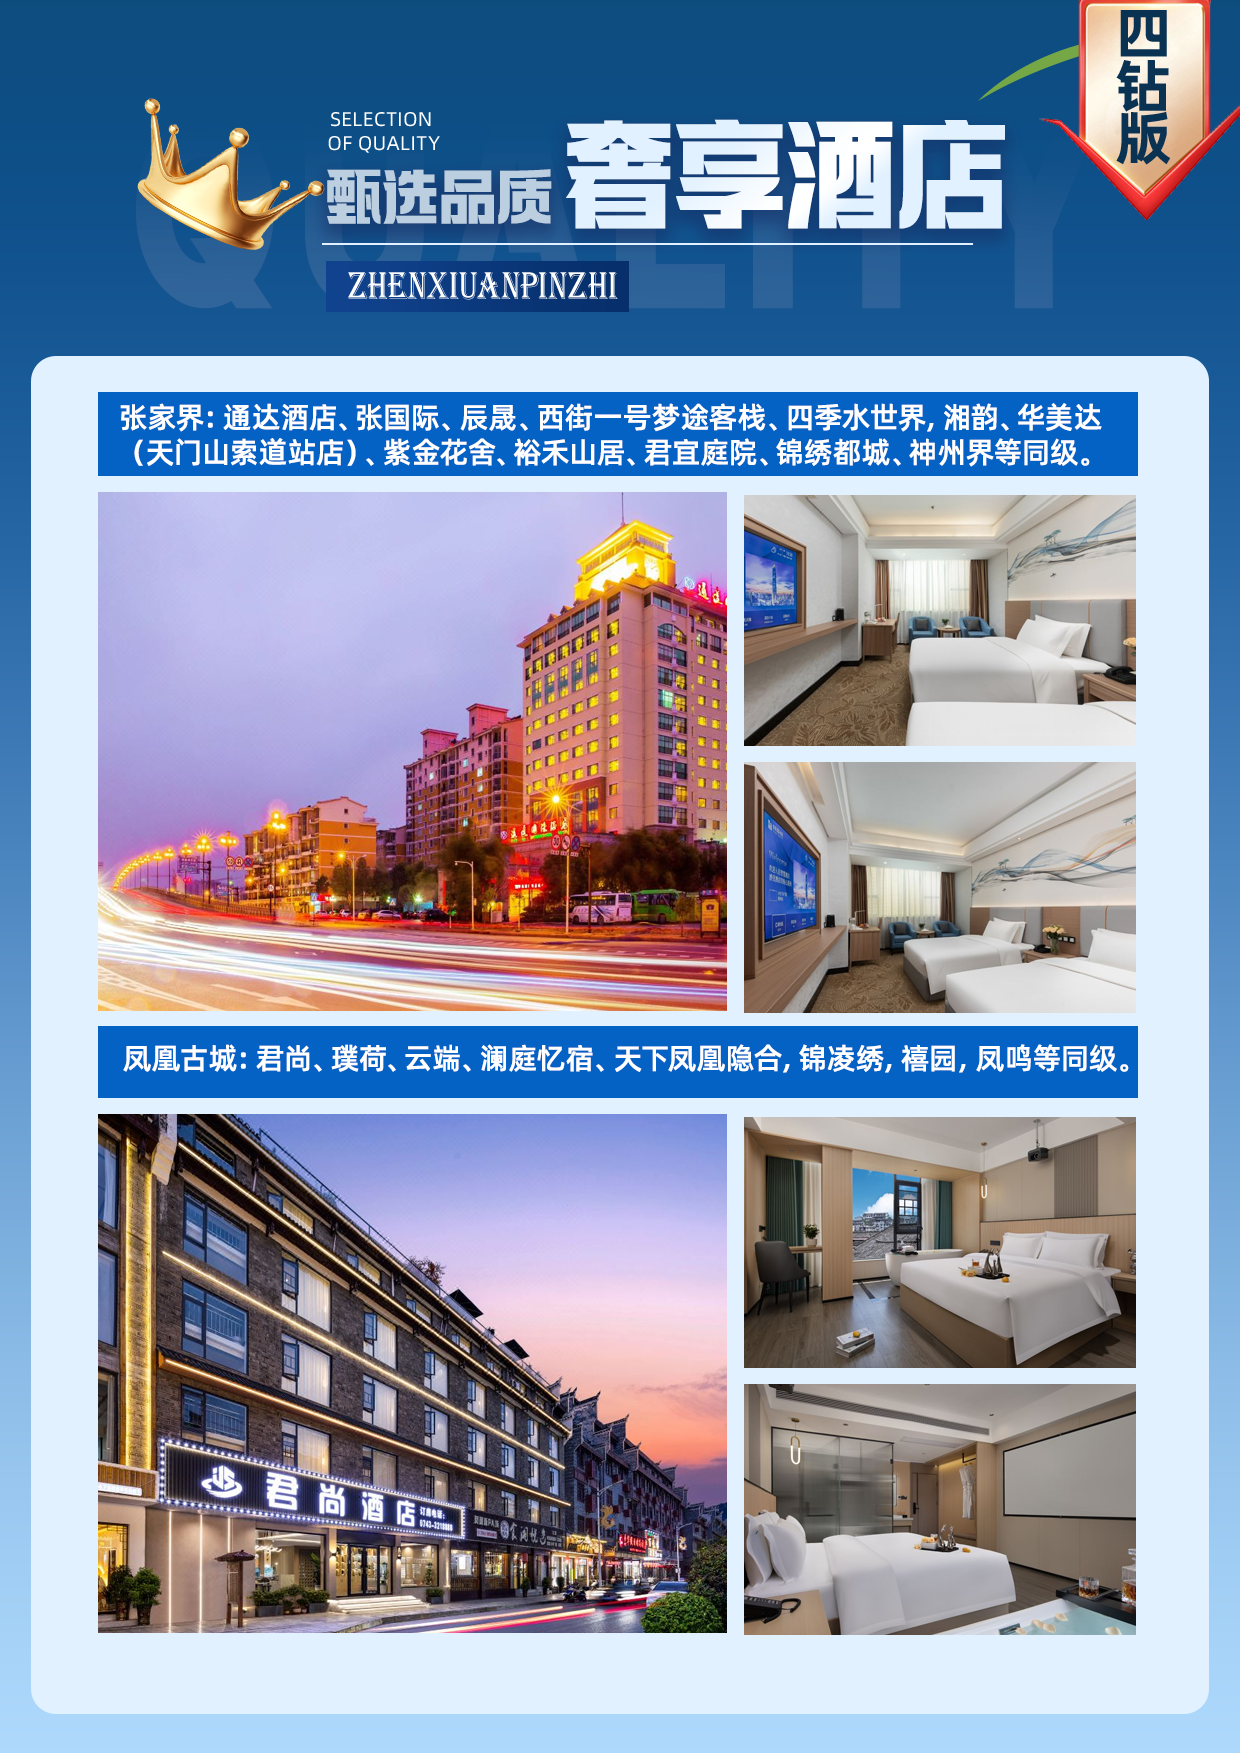 四钻版
SELECTION
OF QUALITY
甄选品质 奢享酒店
QUALITY
ZHENXIUANPINZHI
张家界：通达酒店、张国际、辰晟、西街一号梦途客栈、四季水世界，湘韵、华美达
（天门山索道站店）、紫金花舍、裕禾山居、君宜庭院、锦绣都城、神州界等同级。
凤凰古城：君尚、璞荷、云端、澜庭忆宿、天下凤凰隐合，锦凌绣，禧园，凤鸣等同级。
君尚酒店
订房电话：